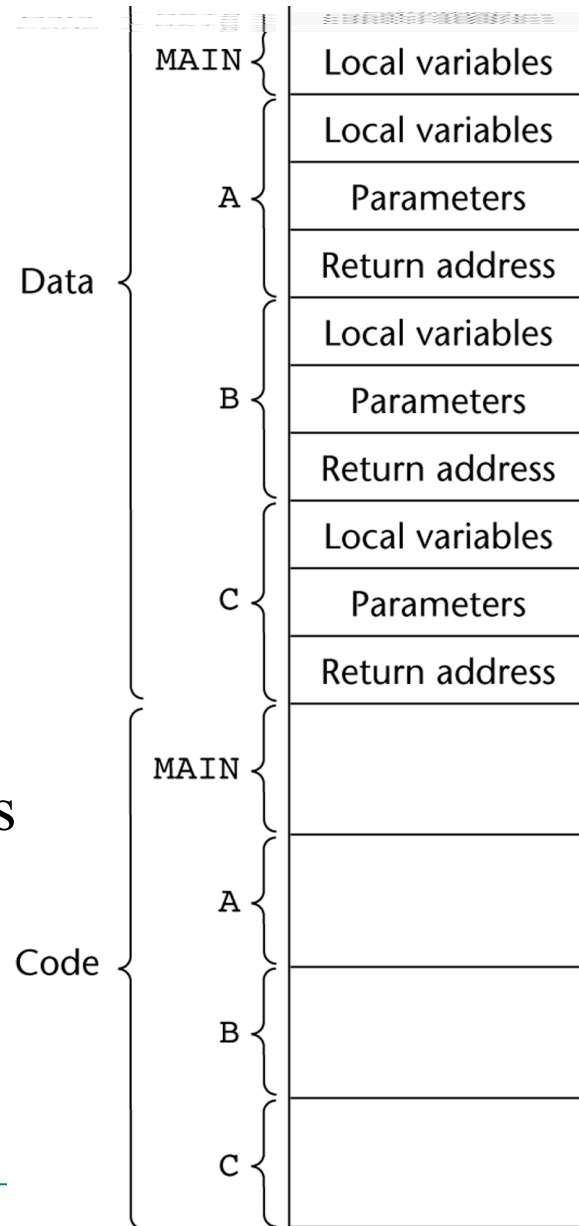 MAIN
Local variables
Local variables
A
Parameters
Return address
Data
Local variables
B
Parameters
Return address
Local variables
C
Parameters
Return address
MAIN
s
A
Code
B
C